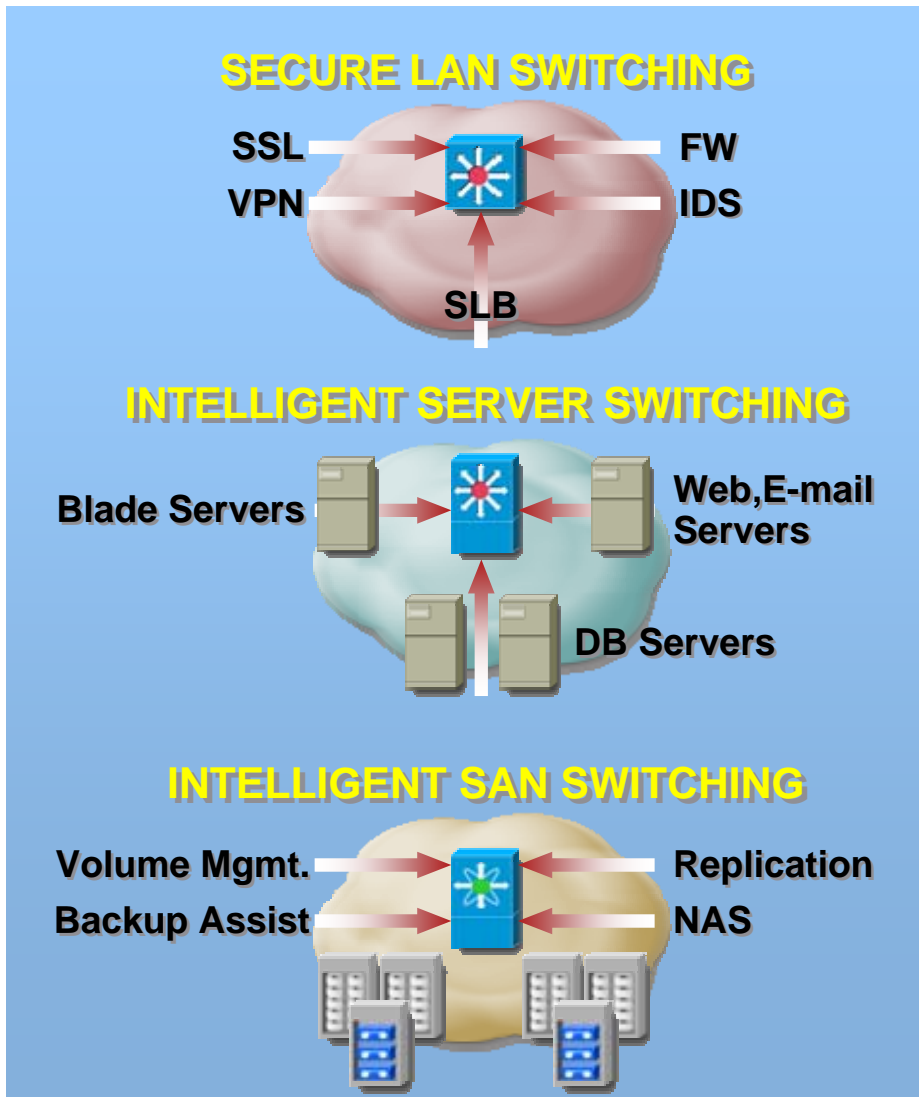 SECURE LAN SWITCHING
SSL
FW
VPN
IDS
SLB
INTELLIGENT SERVER SWITCHING
Blade Servers
Web,E-mail
Servers
DB Servers
INTELLIGENT SAN SWITCHING
Volume Mgmt.
Replication
Backup Assist
NAS